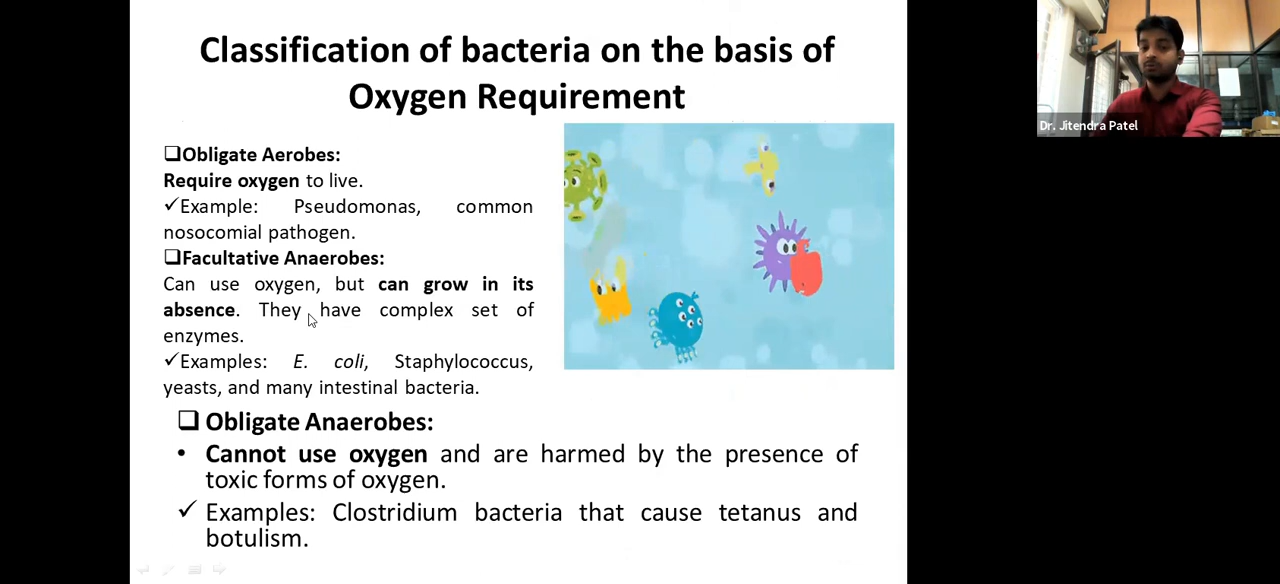 Classification of bacteria on the basis of
Oxygen Requirement
❑Obligate Aerobes:
Require oxygen to live.
✓Example: Pseudomonas, common
nosocomial pathogen.
❑Facultative Anaerobes:
Can use oxygen, but can grow in its
absence. They have complex set of
enzymes.
✓Examples: E. coli, Staphylococcus,
yeasts, and many intestinal bacteria.
❑ Obligate Anaerobes:
• Cannot use oxygen and are harmed by the presence of
toxic forms of oxygen.
✓ Examples: Clostridium bacteria that cause tetanus and
botulism.
Dr. Jitendra Patel